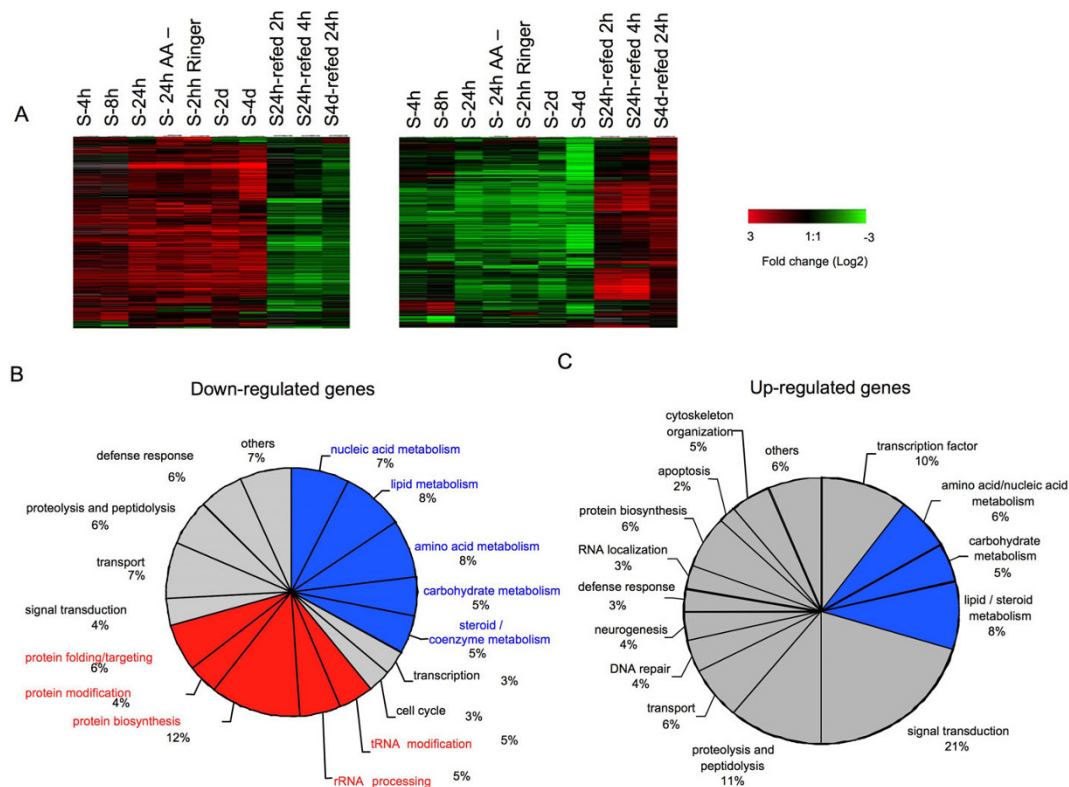 A
S-4h
S-8h
S-24h
S- 24h AA –
S-2hh Ringer
S-2d
S-4d
S24h-refed 2h
S24h-refed 4h
S4d-refed 24h
S-4h
S-8h
S-24h
S- 24h AA –
S-2hh Ringer
S-2d
S-4d
S24h-refed 2h
S24h-refed 4h
S4d-refed 24h
3 1:1 -3
Fold change (Log2)
B
Down-regulated genes
others
7%
nucleic acid metabolism
7%
lipid metabolism
8%
amino acid metabolism
8%
carbohydrate metabolism
5%
steroid /
coenzyme metabolism
5%
transcription 3%
cell cycle 3%
tRNA modification 5%
rRNA processing 5%
protein biosynthesis
12%
protein modification
4%
protein folding/targeting
6%
signal transduction
4%
transport
7%
proteolysis and peptidolysis
6%
defense response
6%
C
Up-regulated genes
others
6%
transcription factor
10%
amino acid/nucleic acid
metabolism
6%
carbohydrate
metabolism
5%
lipid / steroid
metabolism
8%
signal transduction
21%
proteolysis and
peptidolysis
11%
transport
6%
DNA repair
4%
neurogenesis
4%
defense response
3%
RNA localization
3%
protein biosynthesis
6%
apoptosis
2%
cytoskeleton
organization
5%